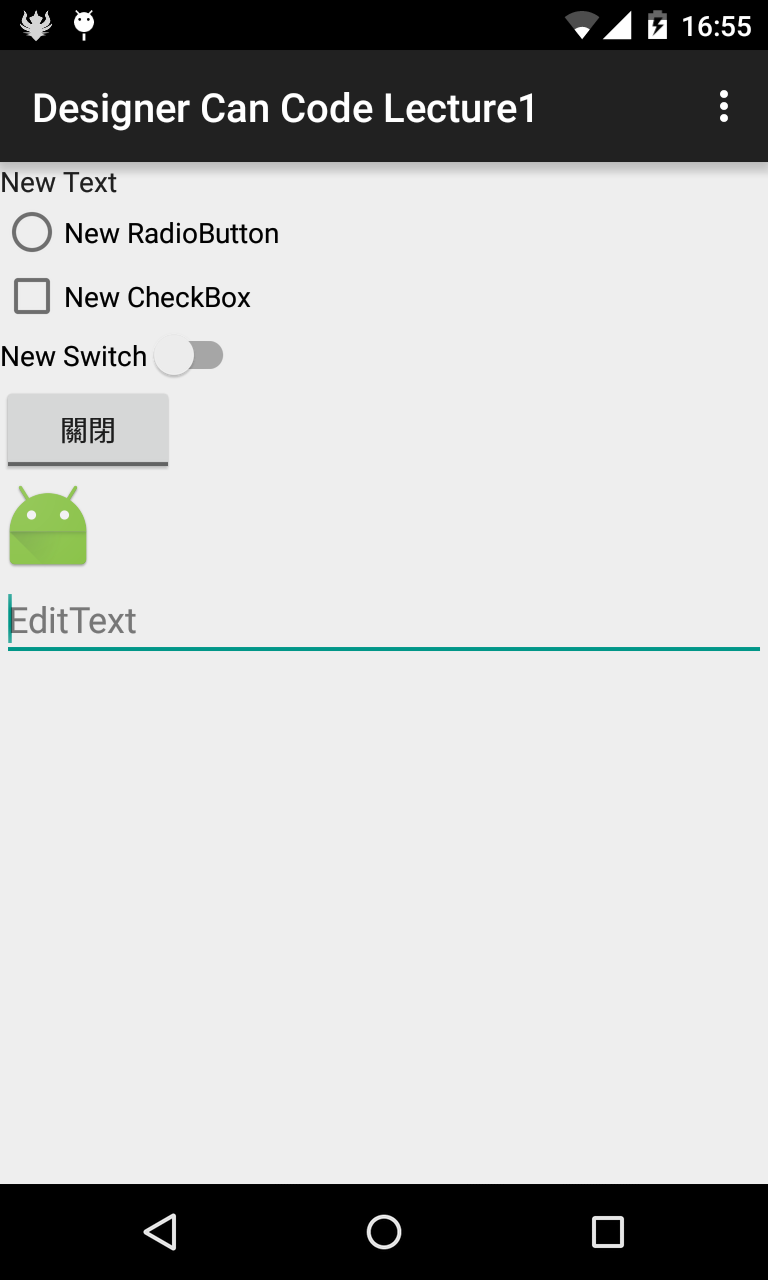 16:55
Designer Can Code Lecture1
New Text
New RadioButton
New CheckBox
New Switch
關閉
EditText